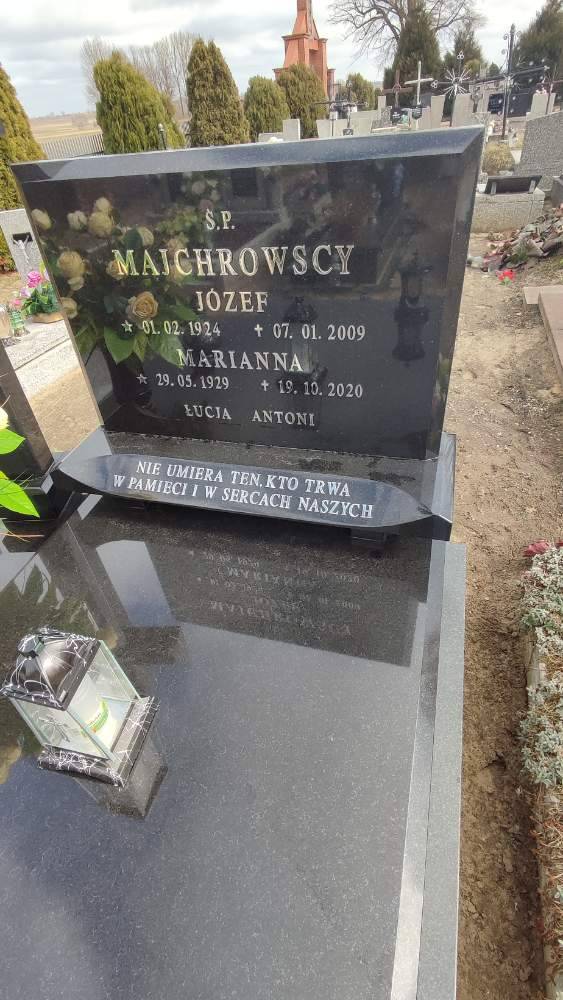 Ś.P.
MAJCHROWSCY
JÓZEF
☆ 01. 02. 1924 ✝ 07. 01. 2009
MARIANNA
☆ 29. 05. 1929 ✝ 19. 10. 2020
ŁUCJA ANTONI
NIE UMIERA TEN, KTO TRWA
W PAMIECI I W SERCACH NASZYCH